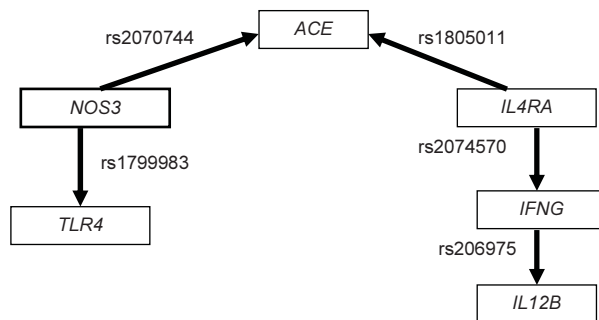 rs2070744
ACE
rs1805011
NOS3
IL4RA
rs1799983
rs2074570
TLR4
IFNG
rs206975
IL12B